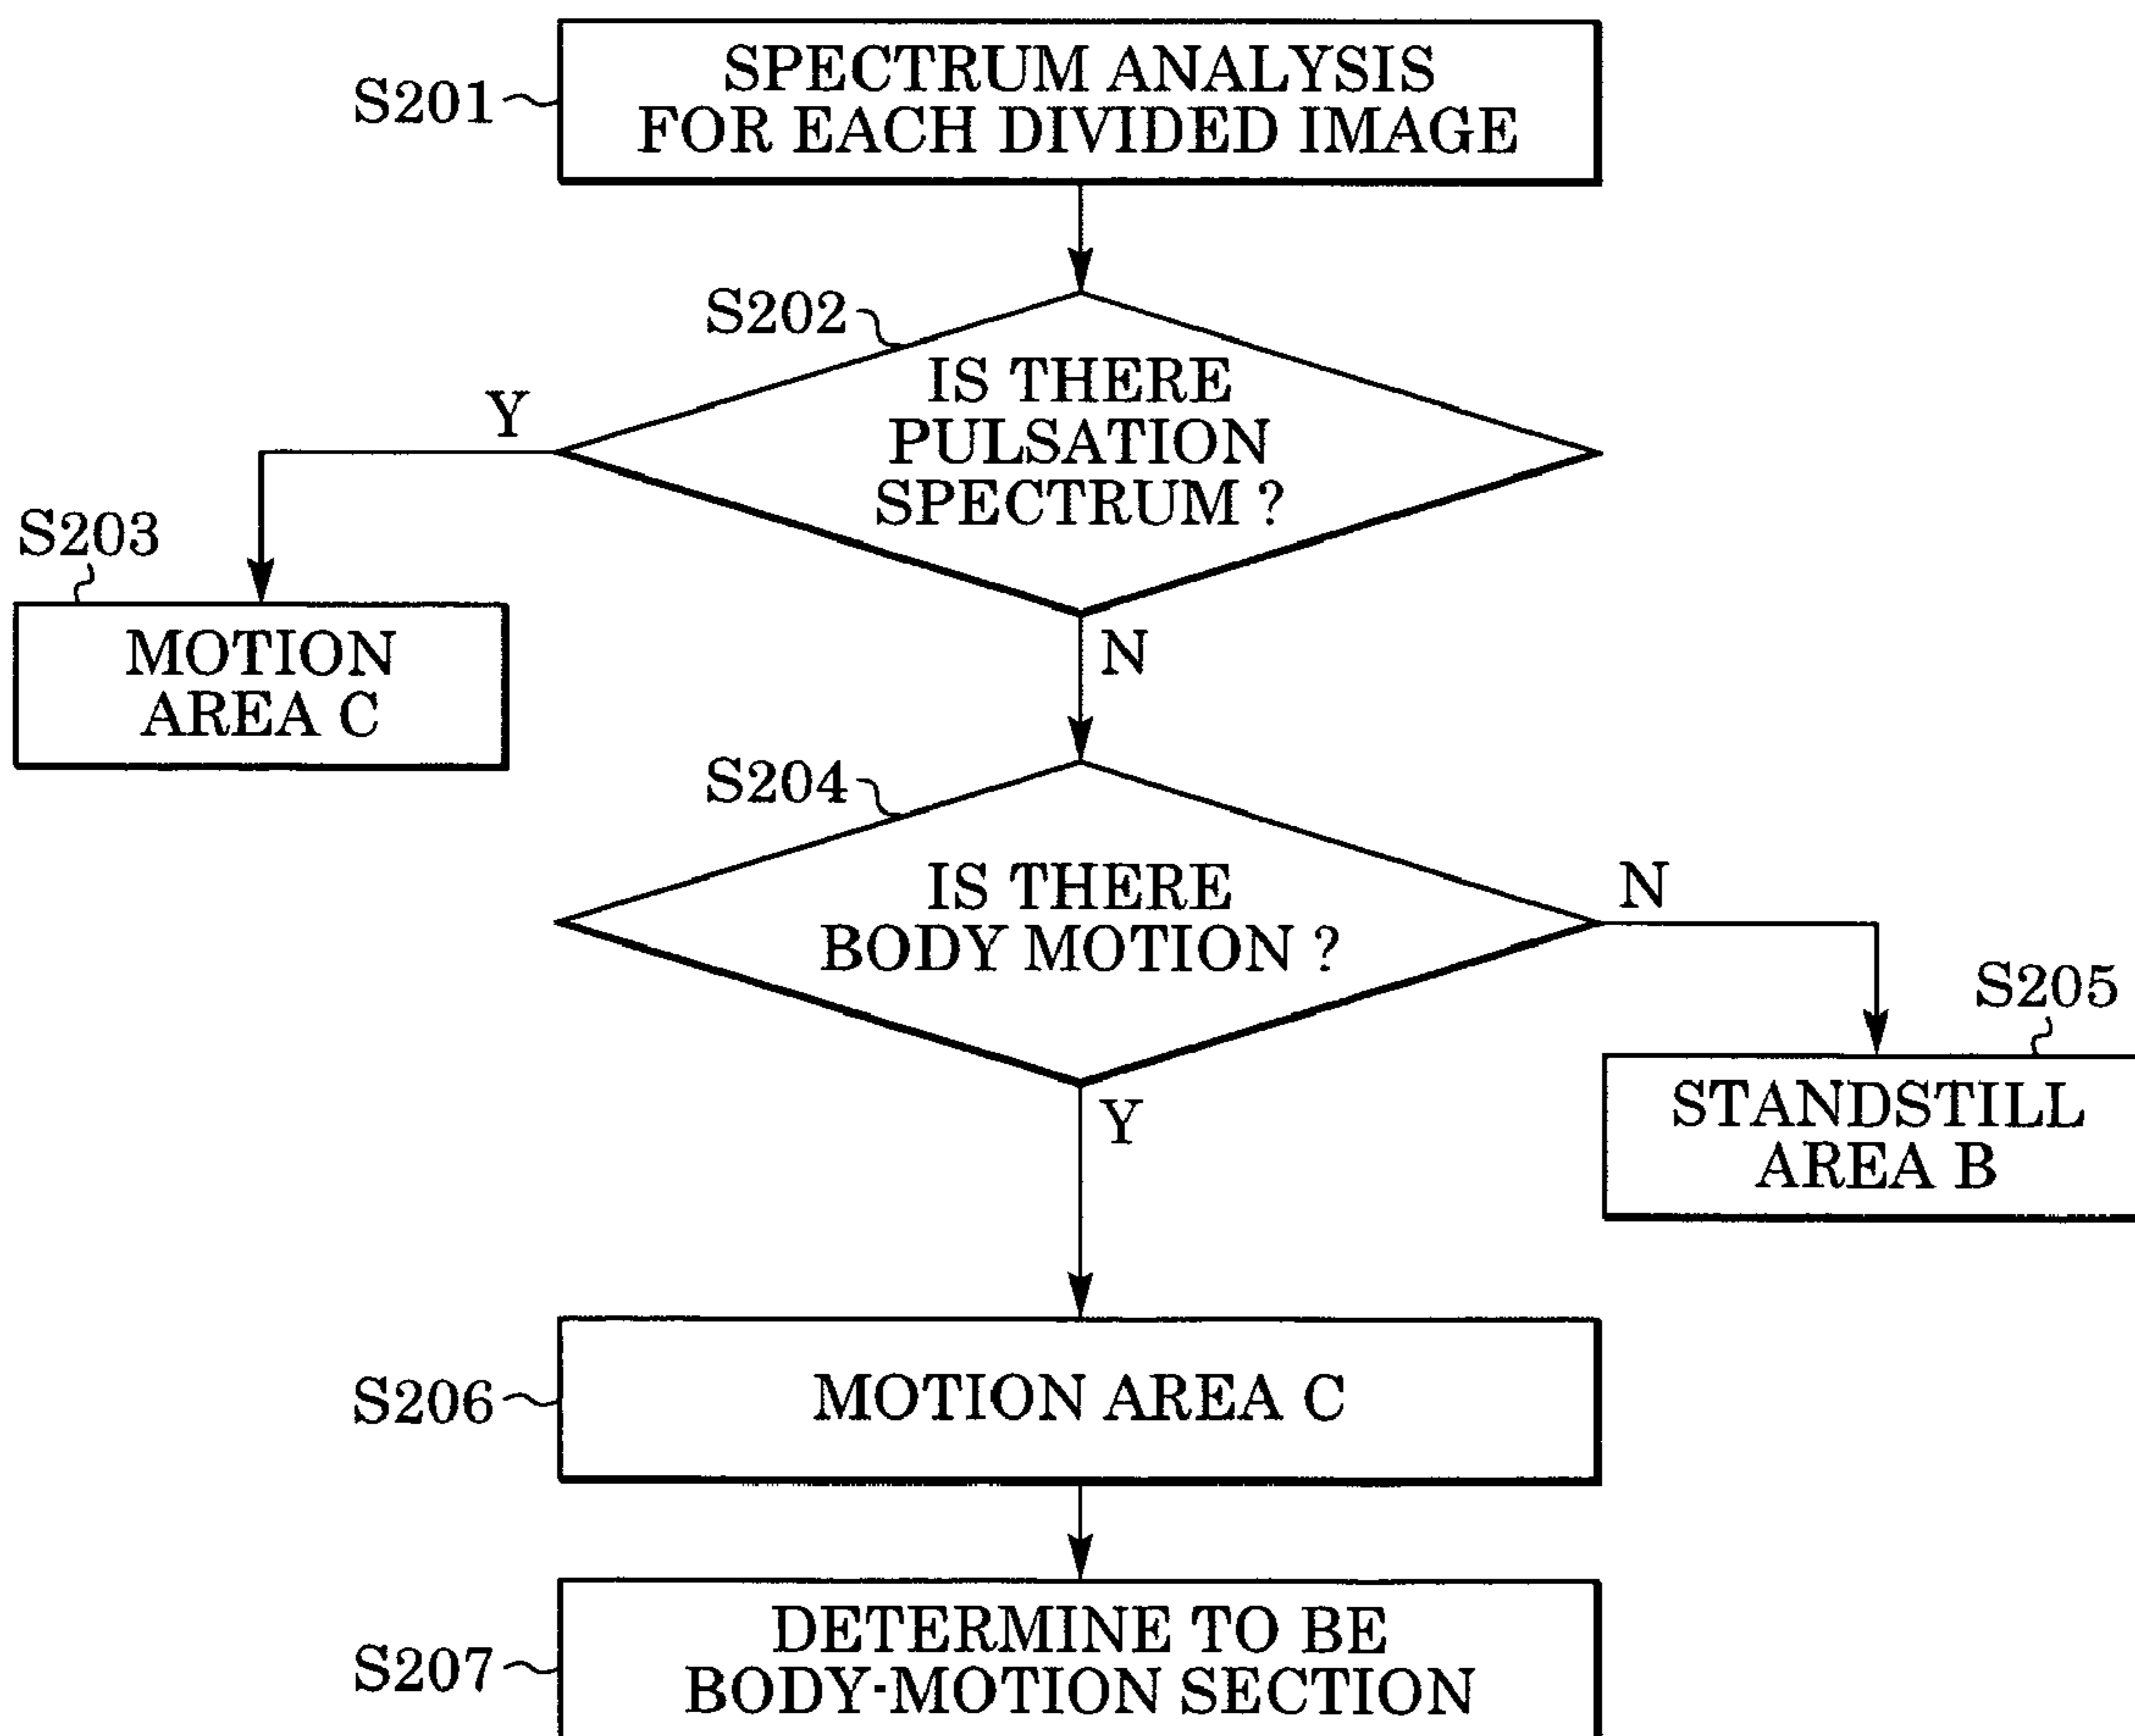 S201
SPECTRUM ANALYSIS
FOR EACH DIVIDED IMAGE
S202
IS THERE
PULSATION
SPECTRUM ?
Y
N
S203
MOTION
AREA C
S204
IS THERE
BODY MOTION ?
N
Y
S205
STANDSTILL
AREA B
S206
MOTION AREA C
S207
DETERMINE TO BE
BODY-MOTION SECTION